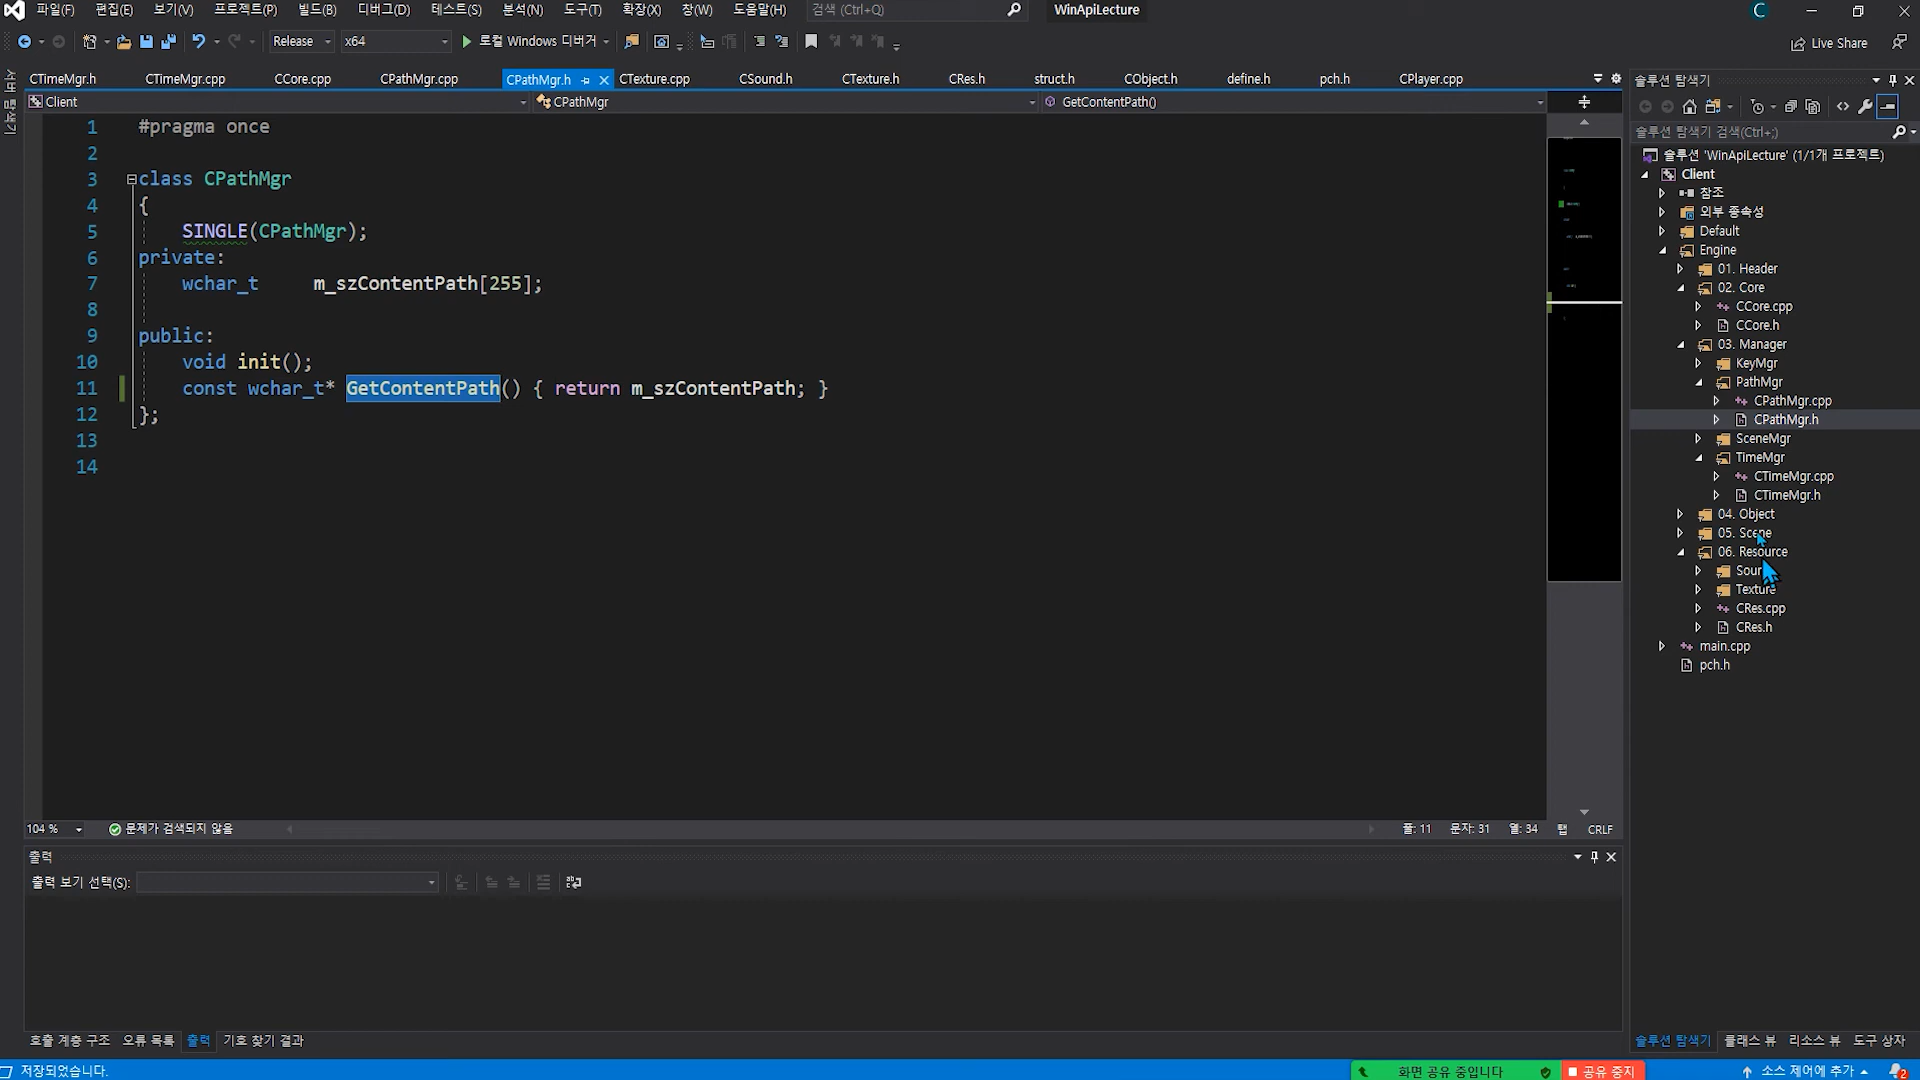 파일(F) 편집(E) 보기(V) 프로젝트(P) 빌드(B) 디버그(D) 테스트(S) 분석(N) 도구(T) 확장(X) 창(W) 도움말(H) 검색 (Ctrl+Q) WinApiLecture C
Release x64 로컬 Windows 디버거 Live Share
서버 탐색기
CTimeMgr.h CTimeMgr.cpp CCore.cpp CPathMgr.cpp CPathMgr.h CTexture.cpp CSound.h CTexture.h CRes.h struct.h CObject.h define.h pch.h CPlayer.cpp
Client CPathMgr GetContentPath()
1 #pragma once
2
3 class CPathMgr
4 {
5 SINGLE(CPathMgr);
6 private:
7 wchar_t m_szContentPath[255];
8
9 public:
10 void init();
11 const wchar_t* GetContentPath() { return m_szContentPath; }
12 };
13
14
104 % 문제가 검색되지 않음 줄: 11 문자: 31 열: 34 탭 CRLF
출력
출력 보기 선택(S):
호출 계층 구조 오류 목록 출력 기호 찾기 결과
솔루션 탐색기
솔루션 탐색기 검색(Ctrl+;)
솔루션 'WinApiLecture' (1/1개 프로젝트)
Client
참조
외부 종속성
Default
Engine
01. Header
02. Core
CCore.cpp
CCore.h
03. Manager
KeyMgr
PathMgr
CPathMgr.cpp
CPathMgr.h
SceneMgr
TimeMgr
CTimeMgr.cpp
CTimeMgr.h
04. Object
05. Scene
06. Resource
Texture
CRes.cpp
CRes.h
main.cpp
pch.h
솔루션 탐색기 클래스 뷰 리소스 뷰 도구 상자
저장되었습니다. 화면 공유 중입니다 공유 중지 소스 제어에 추가 2